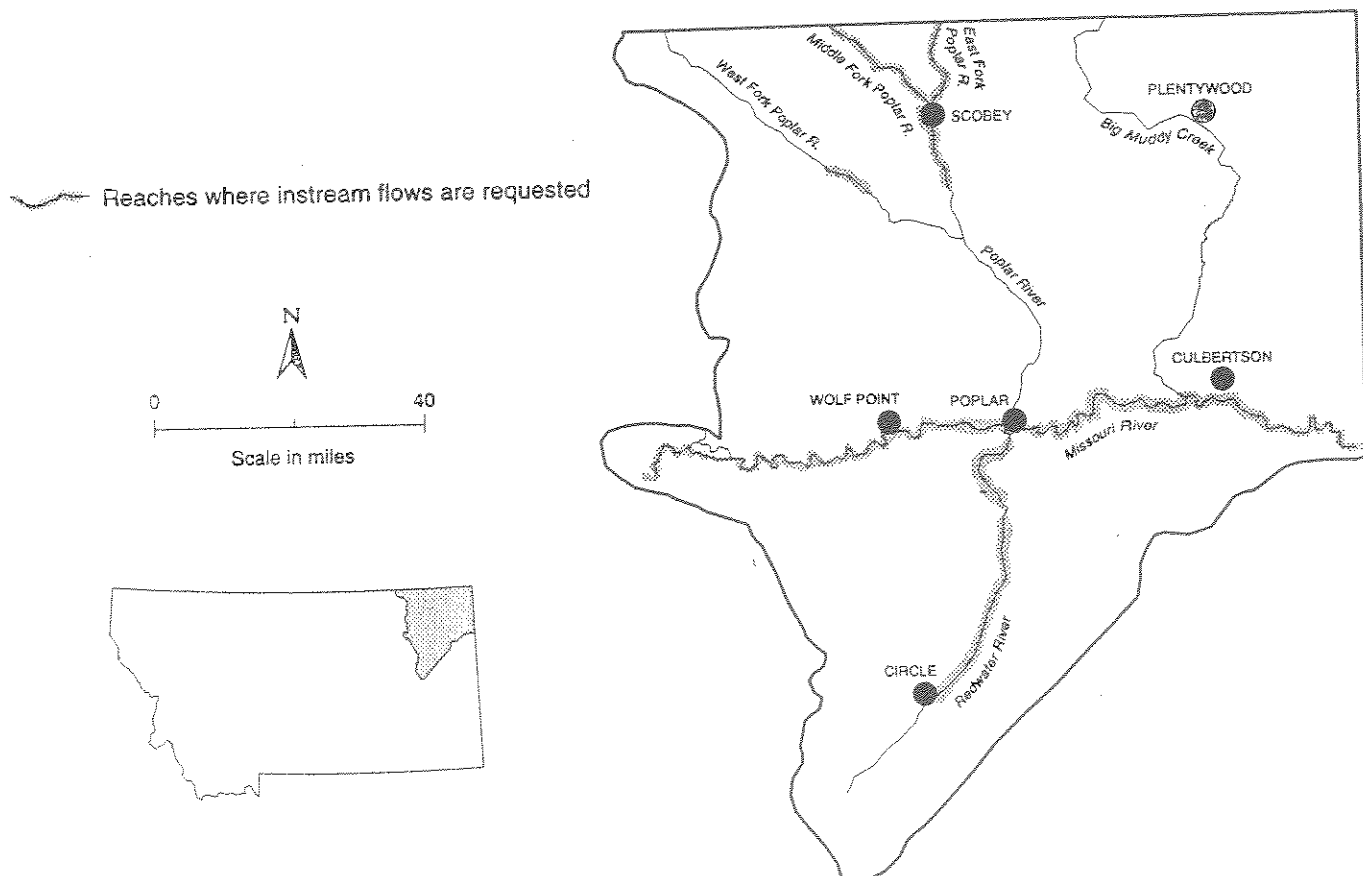 East Fork
Poplar R.
Middle Fork Poplar R.
West Fork Poplar R.
PLENTYWOOD
SCOBEY
Big Muddy Creek
Reaches where instream flows are requested
Poplar River
N
CULBERTSON
0 40
WOLF POINT
POPLAR
Missouri River
Scale in miles
CIRCLE
Redwater River